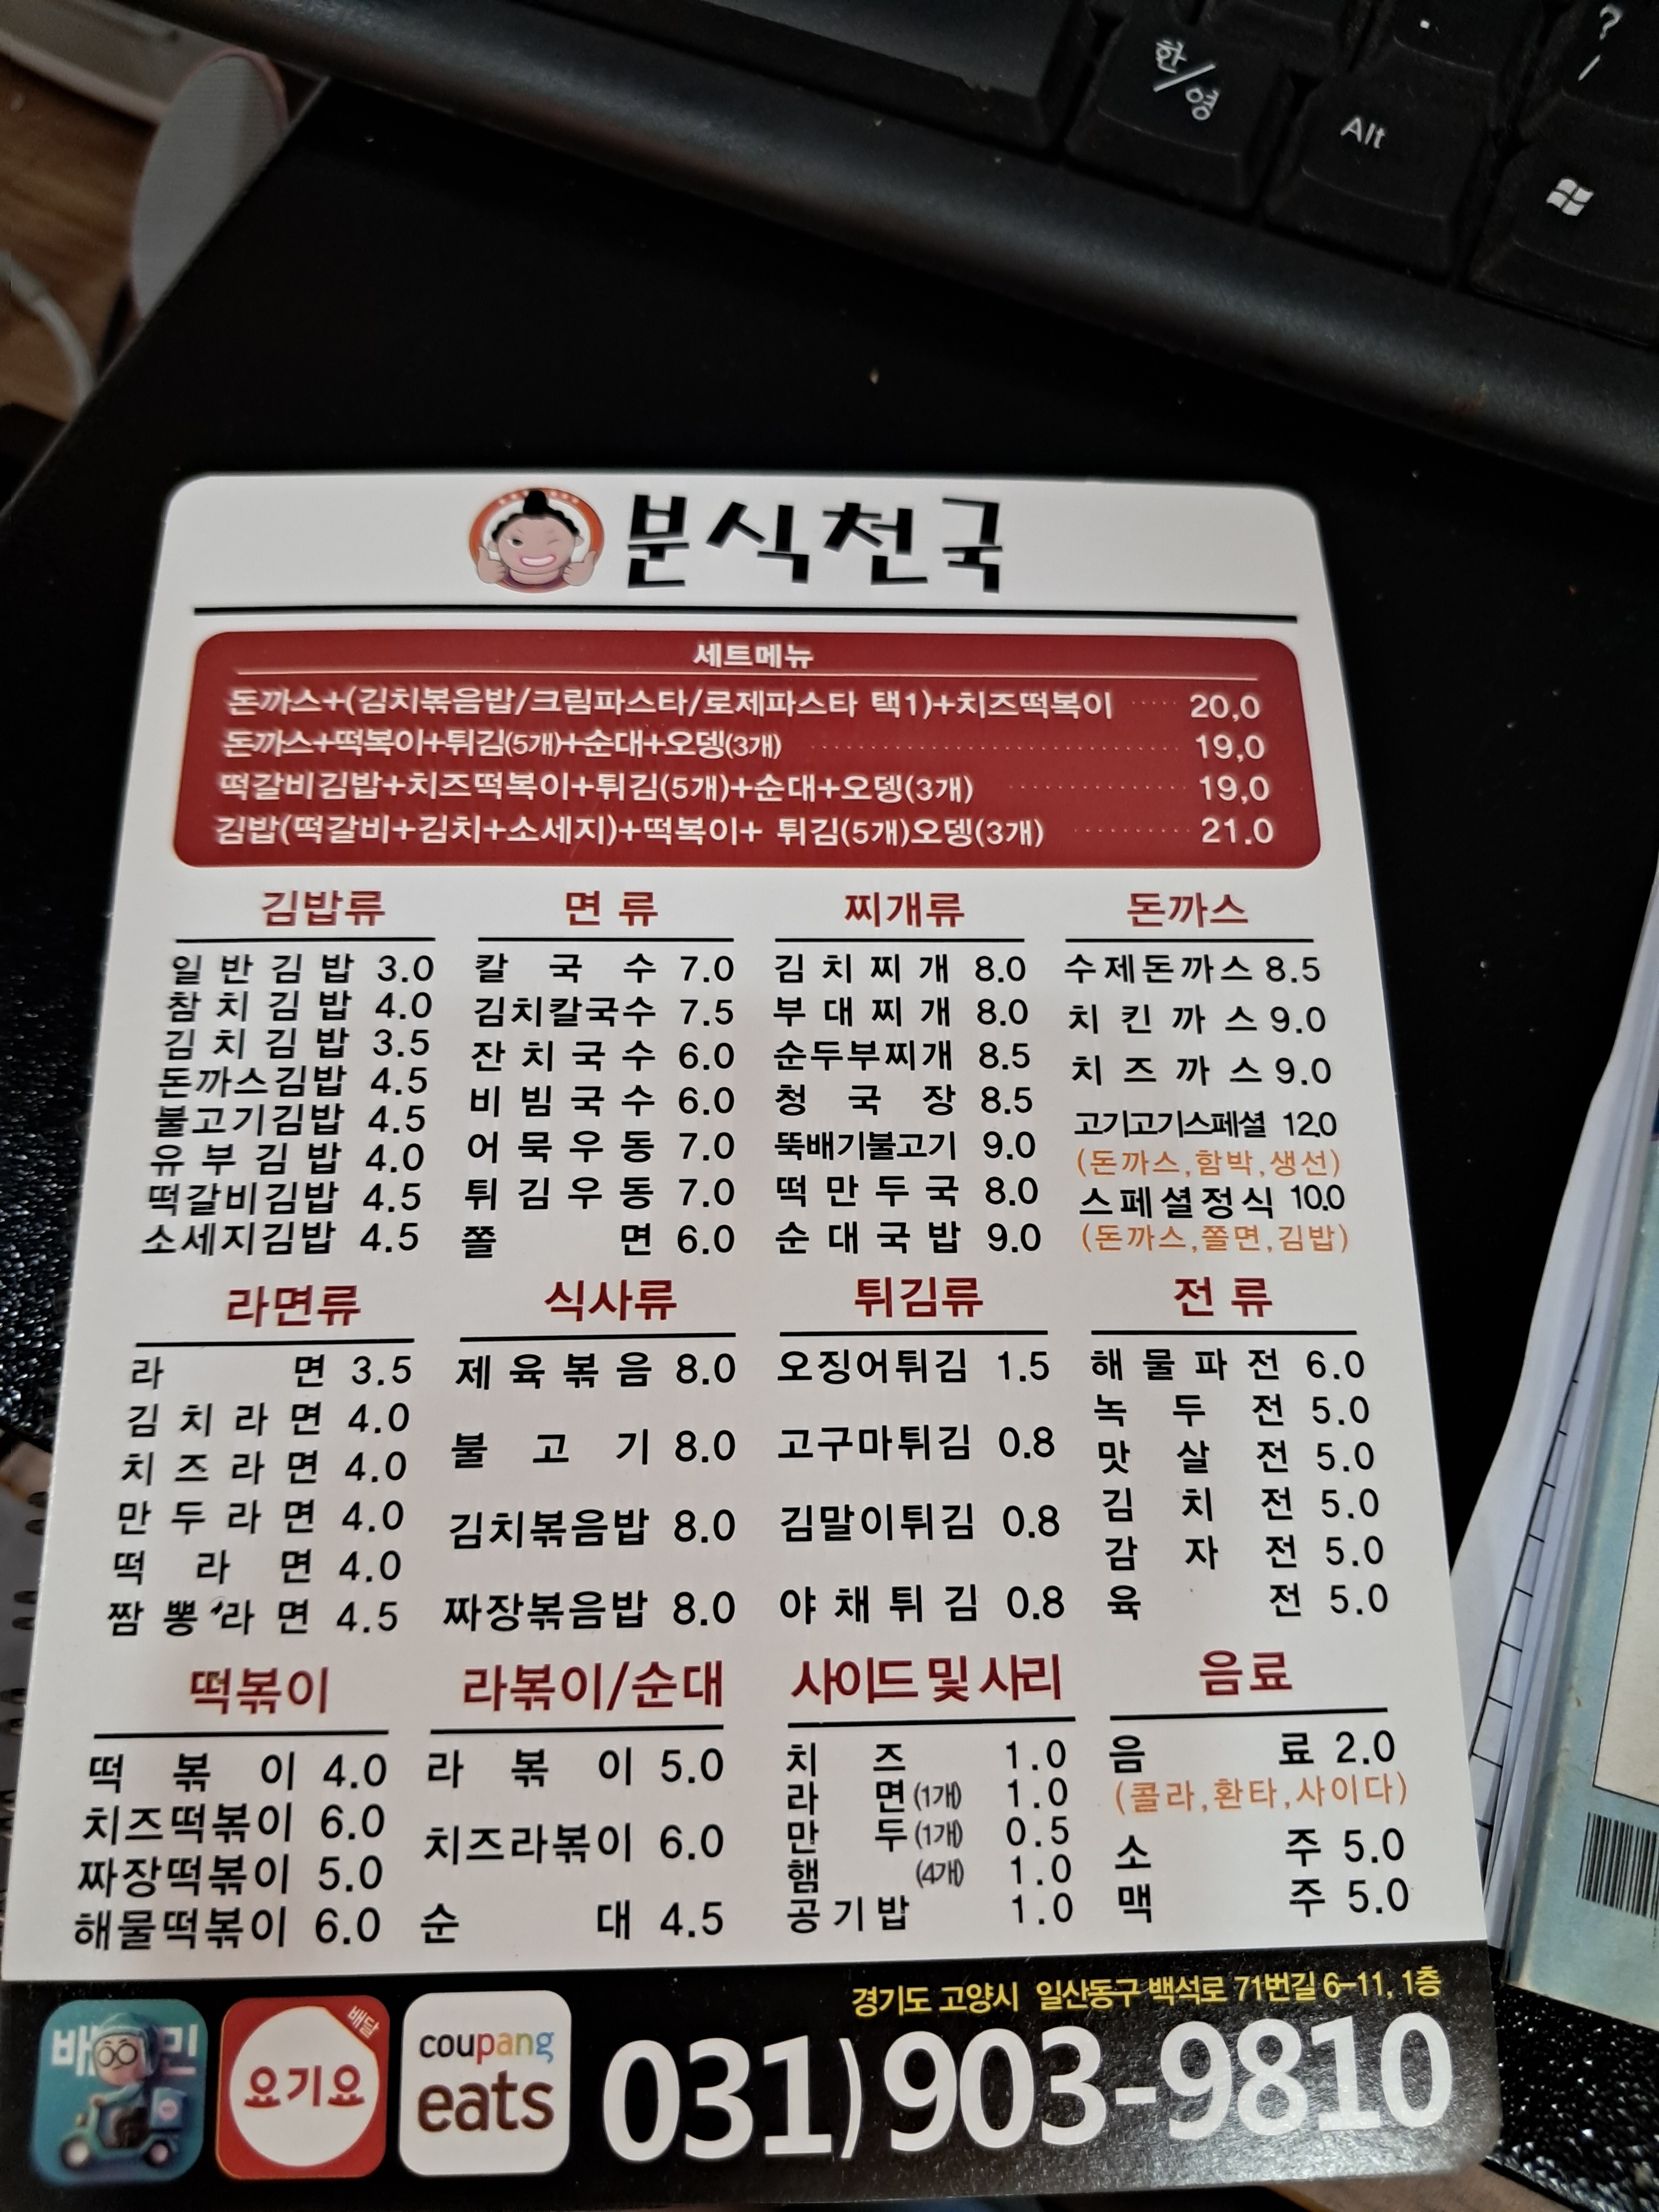 한/영
Alt
?
/
.
분식천국
세트메뉴
돈까스+(김치볶음밥/크림파스타/로제파스타 택1)+치즈떡볶이 20,0
돈까스+떡복이+튀김(5개)+순대+오뎅(3개) 19,0
떡갈비김밥+치즈떡복이+튀김(5개)+순대+오뎅(3개) 19,0
김밥(떡갈비+김치+소세지)+떡복이+ 튀김(5개)오뎅(3개) 21.0
김밥류
일반김밥 3.0
참치김밥 4.0
김치김밥 3.5
돈까스김밥 4.5
불고기김밥 4.5
유부김밥 4.0
떡갈비김밥 4.5
소세지김밥 4.5
면 류
칼국수 7.0
김치칼국수 7.5
잔치국수 6.0
비빔국수 6.0
어묵우동 7.0
튀김우동 7.0
쫄면 6.0
찌개류
김치찌개 8.0
부대찌개 8.0
순두부찌개 8.5
청국장 8.5
뚝배기불고기 9.0
떡만두국 8.0
순대국밥 9.0
돈까스
수제돈까스 8.5
치킨까스 9.0
치즈까스 9.0
고기고기스페셜 12.0
(돈까스,함박,생선)
스페셜정식 10.0
(돈까스,쫄면,김밥)
라면류
라면 3.5
김치라면 4.0
치즈라면 4.0
만두라면 4.0
떡라면 4.0
짬뽕라면 4.5
식사류
제육볶음 8.0
불고기 8.0
김치볶음밥 8.0
짜장볶음밥 8.0
튀김류
오징어튀김 1.5
고구마튀김 0.8
김말이튀김 0.8
야채튀김 0.8
전 류
해물파전 6.0
녹두전 5.0
맛살전 5.0
김치전 5.0
감자전 5.0
육전 5.0
떡볶이
떡볶이 4.0
치즈떡볶이 6.0
짜장떡볶이 5.0
해물떡볶이 6.0
라볶이/순대
라볶이 5.0
치즈라볶이 6.0
순대 4.5
사이드 및 사리
치즈 1.0
라면(1개) 1.0
만두(1개) 0.5
햄(4개) 1.0
공기밥 1.0
음료
음료 2.0
(콜라,환타,사이다)
소주 5.0
맥주 5.0
배민
배달
요기요
coupang
eats
경기도 고양시 일산동구 백석로 71번길 6-11, 1층
031)903-9810